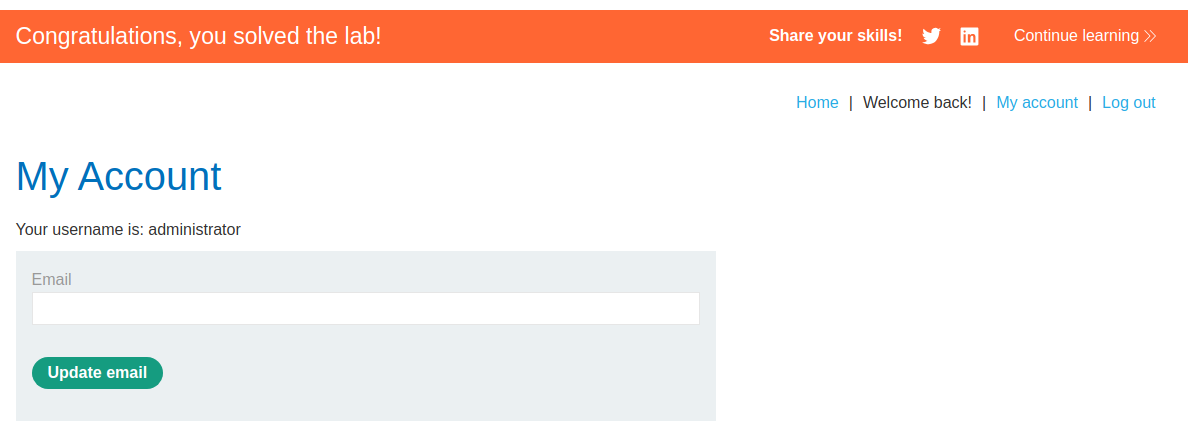 Congratulations, you solved the lab! Share your skills! Continue learning
Home | Welcome back! | My account | Log out
My Account
Your username is: administrator
Email
Update email